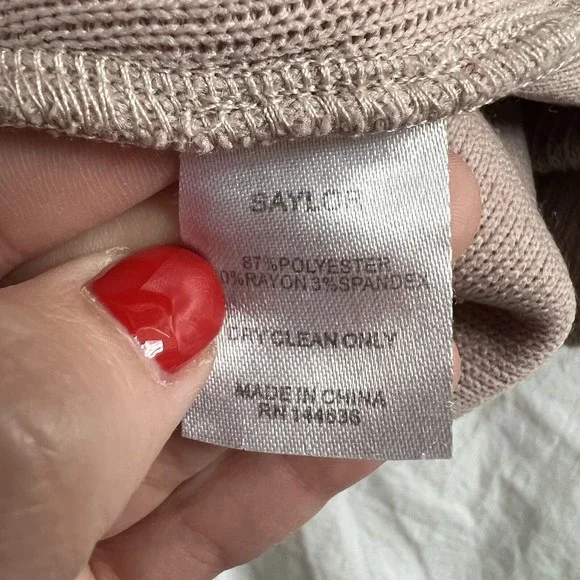 SAYLOR
87%POLYESTER
0%RAYON 3%SPANDEX
DRY CLEAN ONLY
MADE IN CHINA
RN 144636